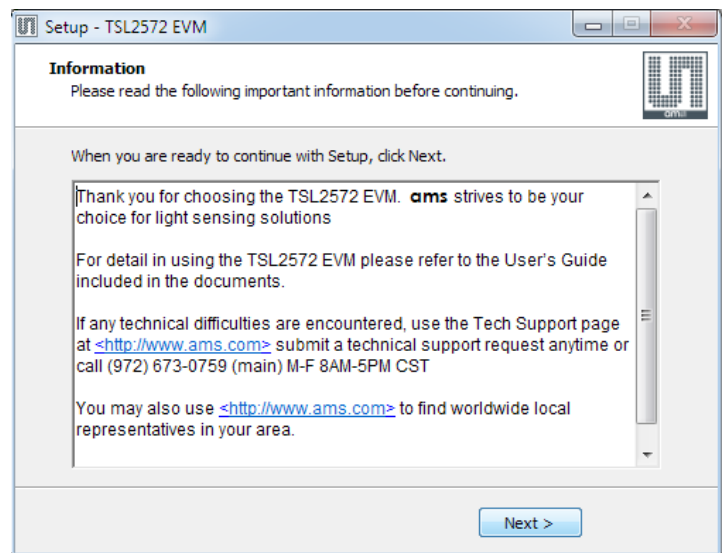 Setup - TSL2572 EVM
Information
Please read the following important information before continuing.
amu
When you are ready to continue with Setup, click Next.
Thank you for choosing the TSL2572 EVM. ams strives to be your
choice for light sensing solutions
For detail in using the TSL2572 EVM please refer to the User's Guide
included in the documents.
If any technical difficulties are encountered, use the Tech Support page
at <http://www.ams.com> submit a technical support request anytime or
call (972) 673-0759 (main) M-F 8AM-5PM CST
You may also use <http://www.ams.com> to find worldwide local
representatives in your area.
Next >